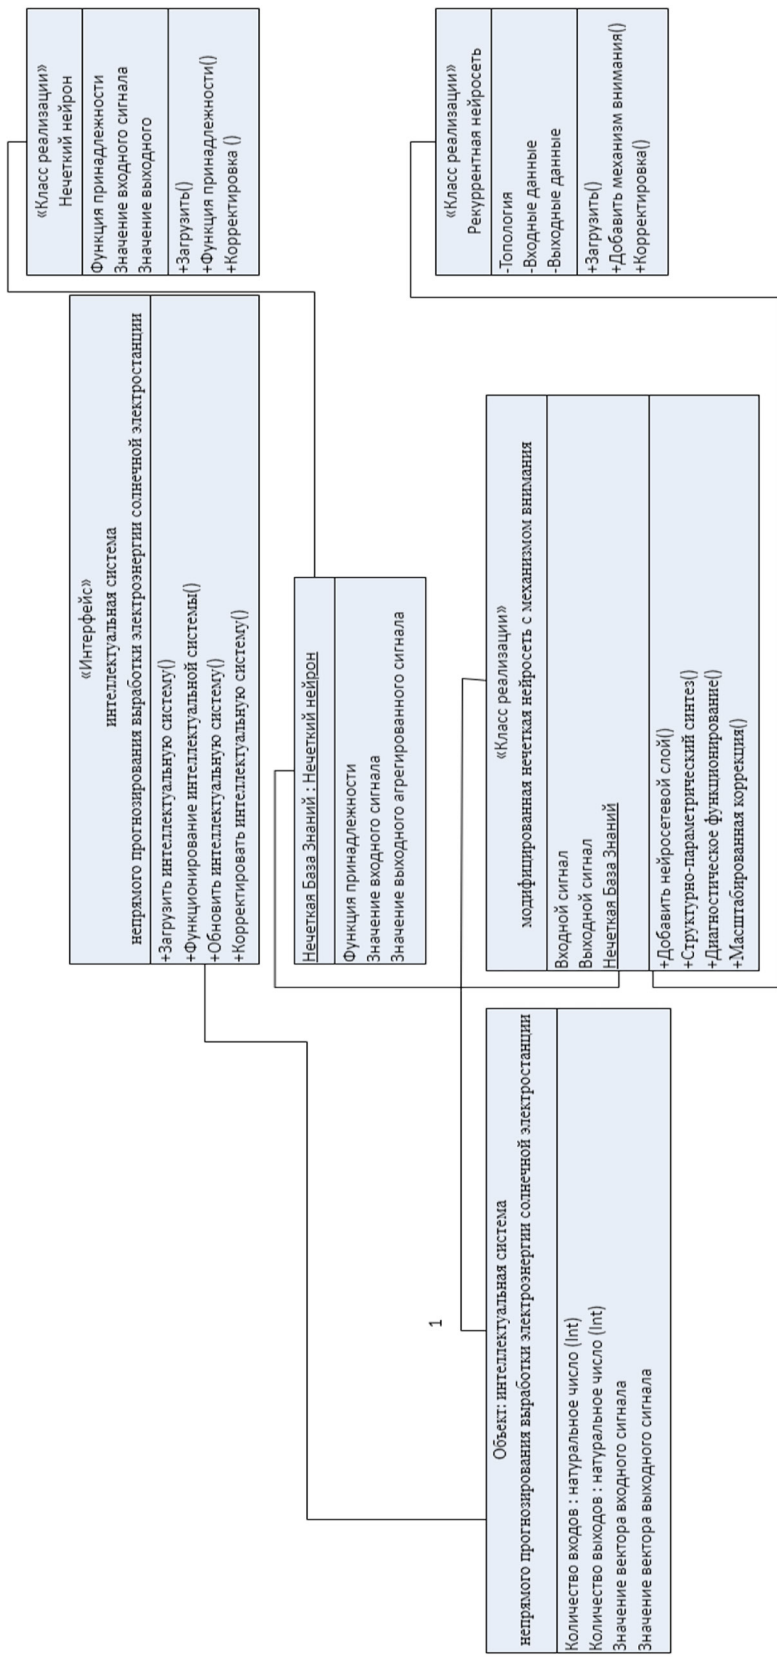 «Интерфейс»
интеллектуальная система
непрямого прогнозирования выработки электроэнергии солнечной электростанции
+Загрузить интеллектуальную систему()
+Функционирование интеллектуальной системы()
+Обновить интеллектуальную систему()
+Корректировать интеллектуальную систему()
«Класс реализации»
Нечеткий нейрон
Функция принадлежности
Значение входного сигнала
Значение выходного
+Загрузить()
+Функция принадлежности()
+Корректировка ()
Нечеткая База Знаний : Нечеткий нейрон
Функция принадлежности
Значение входного сигнала
Значение выходного агрегированного сигнала
1
Объект: интеллектуальная система
непрямого прогнозирования выработки электроэнергии солнечной электростанции
Количество входов : натуральное число (Int)
Количество выходов : натуральное число (Int)
Значение вектора входного сигнала
Значение вектора выходного сигнала
«Класс реализации»
модифицированная нечеткая нейросеть с механизмом внимания
Входной сигнал
Выходной сигнал
Нечеткая База Знаний
+Добавить нейросетевой слой()
+Структурно-параметрический синтез()
+Диагностическое функционирование()
+Масштабированная коррекция()
«Класс реализации»
Рекуррентная нейросеть
-Топология
-Входные данные
-Выходные данные
+Загрузить()
+Добавить механизм внимания()
+Корректировка()